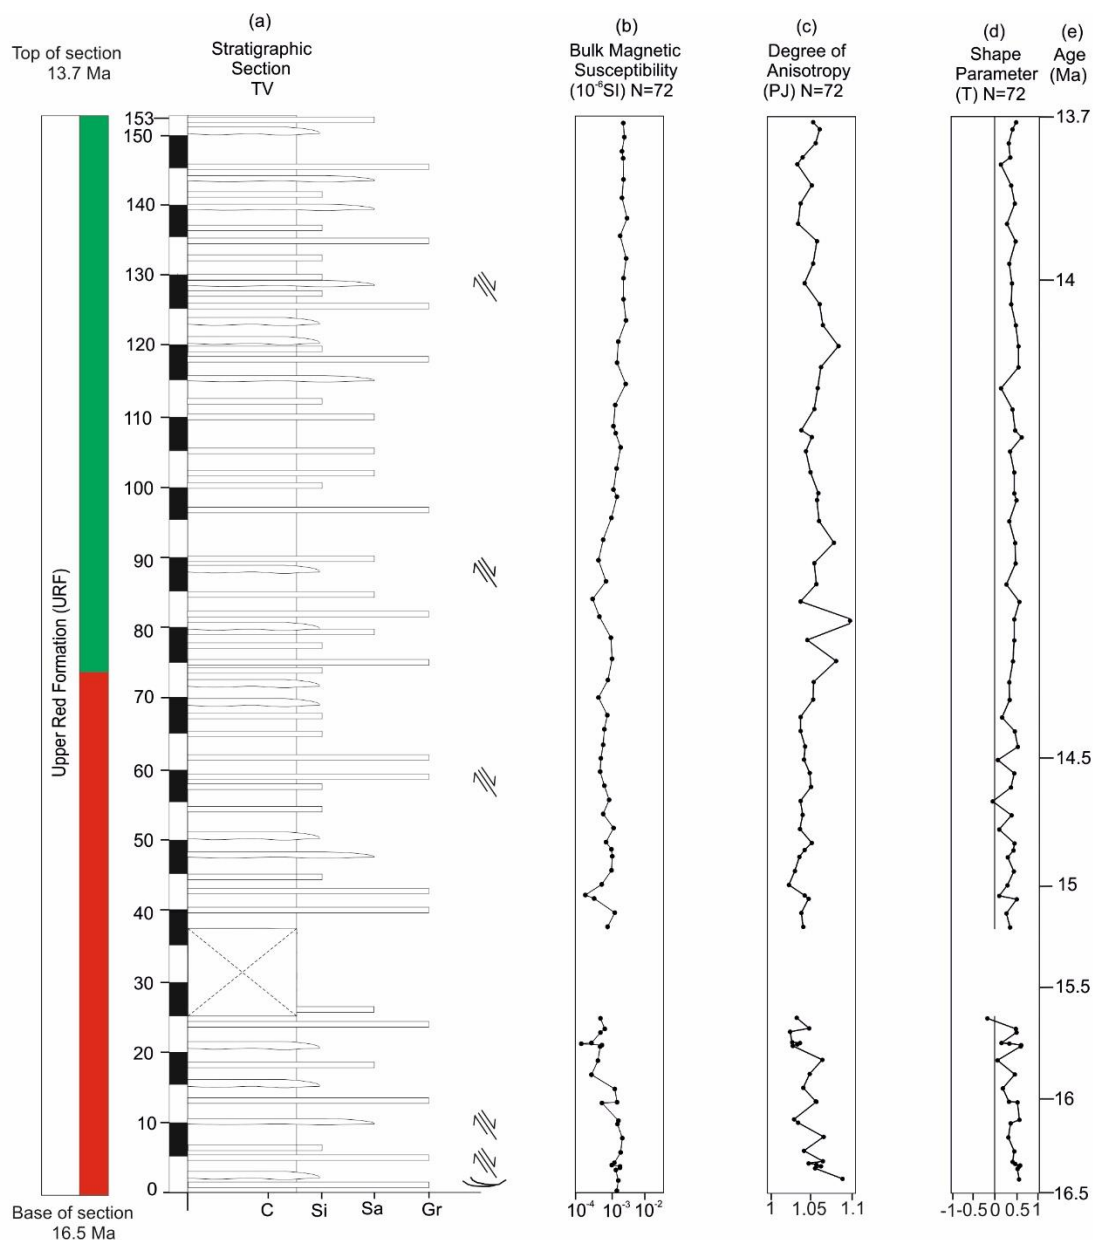 Top of section
13.7 Ma
(a)
Stratigraphic
Section
TV
(b)
Bulk Magnetic
Susceptibility
(10⁻⁶SI) N=72
(c)
Degree of
Anisotropy
(PJ) N=72
(d)
Shape
Parameter
(T) N=72
(e)
Age
(Ma)
Upper Red Formation (URF)
153
150
140
130
120
110
100
90
80
70
60
50
40
30
20
10
0
C Si Sa Gr
10⁻⁴ 10⁻³ 10⁻²
1 1.05 1.1
-1 -0.5 0 0.5 1
13.7
14
14.5
15
15.5
16
16.5
Base of section
16.5 Ma